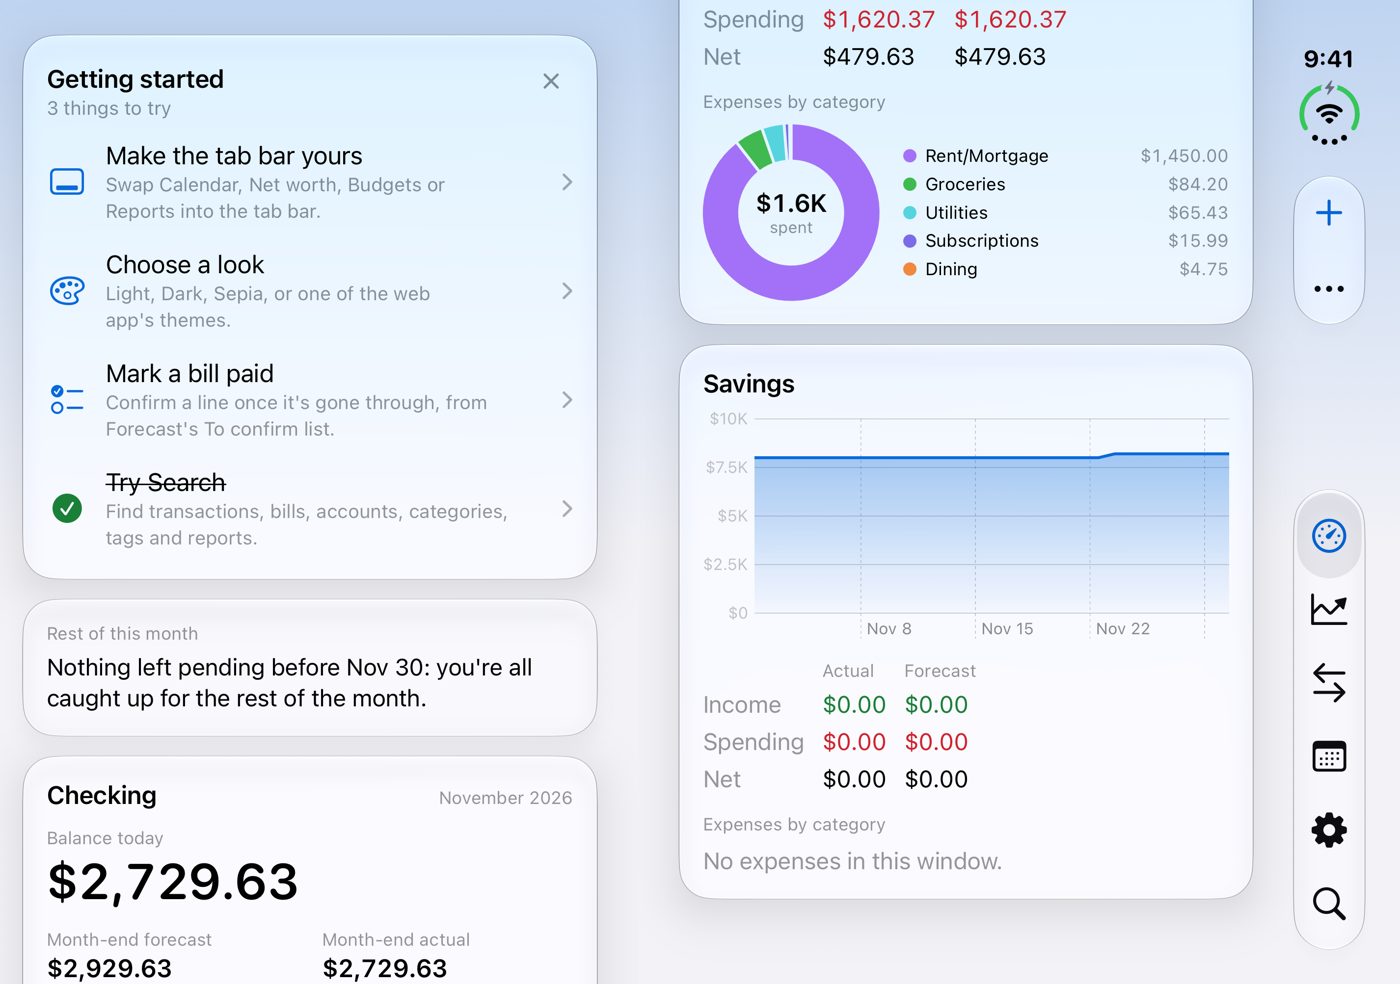 Getting started
3 things to try
Make the tab bar yours
Swap Calendar, Net worth, Budgets or
Reports into the tab bar.
Choose a look
Light, Dark, Sepia, or one of the web
app's themes.
Mark a bill paid
Confirm a line once it's gone through, from
Forecast's To confirm list.
Try Search
Find transactions, bills, accounts, categories,
tags and reports.
Rest of this month
Nothing left pending before Nov 30: you're all
caught up for the rest of the month.
Checking
November 2026
Balance today
$2,729.63
Month-end forecast
Month-end actual
$2,929.63
$2,729.63
Spending $1,620.37 $1,620.37
Net $479.63 $479.63
Expenses by category
$1.6K
spent
Rent/Mortgage $1,450.00
Groceries $84.20
Utilities $65.43
Subscriptions $15.99
Dining $4.75
Savings
$10K
$7.5K
$5K
$2.5K
$0
Nov 8 Nov 15 Nov 22
Actual Forecast
Income $0.00 $0.00
Spending $0.00 $0.00
Net $0.00 $0.00
Expenses by category
No expenses in this window.
9:41